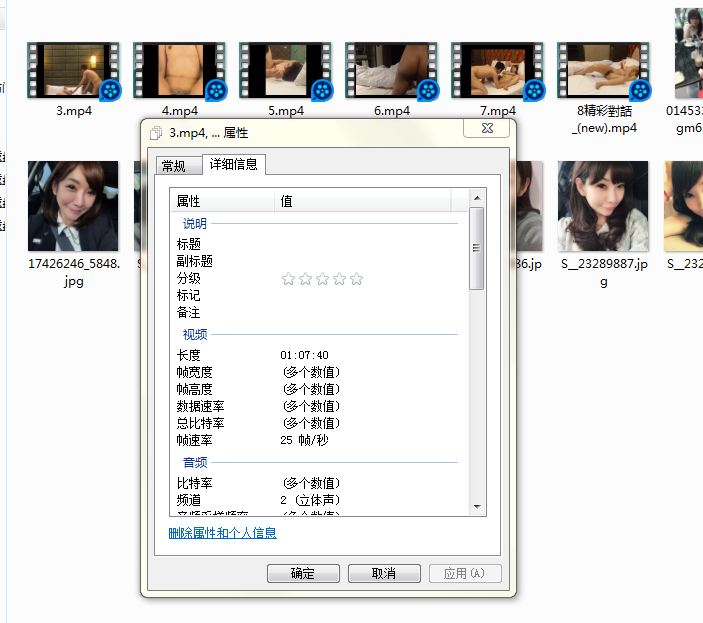 3.mp4
4.mp4
5.mp4
6.mp4
7.mp4
8精彩對話
_(new).mp4
014533
gm6
17426246_5848.
jpg
36.jp
S__23289887.jp
g
S__232
3.mp4, ... 属性
常规
详细信息
属性
值
说明
标题
副标题
分级
标记
备注
视频
长度
01:07:40
帧宽度
(多个数值)
帧高度
(多个数值)
数据速率
(多个数值)
总比特率
(多个数值)
帧速率
25 帧/秒
音频
比特率
(多个数值)
频道
2 (立体声)
删除属性和个人信息
确定
取消
应用(A)